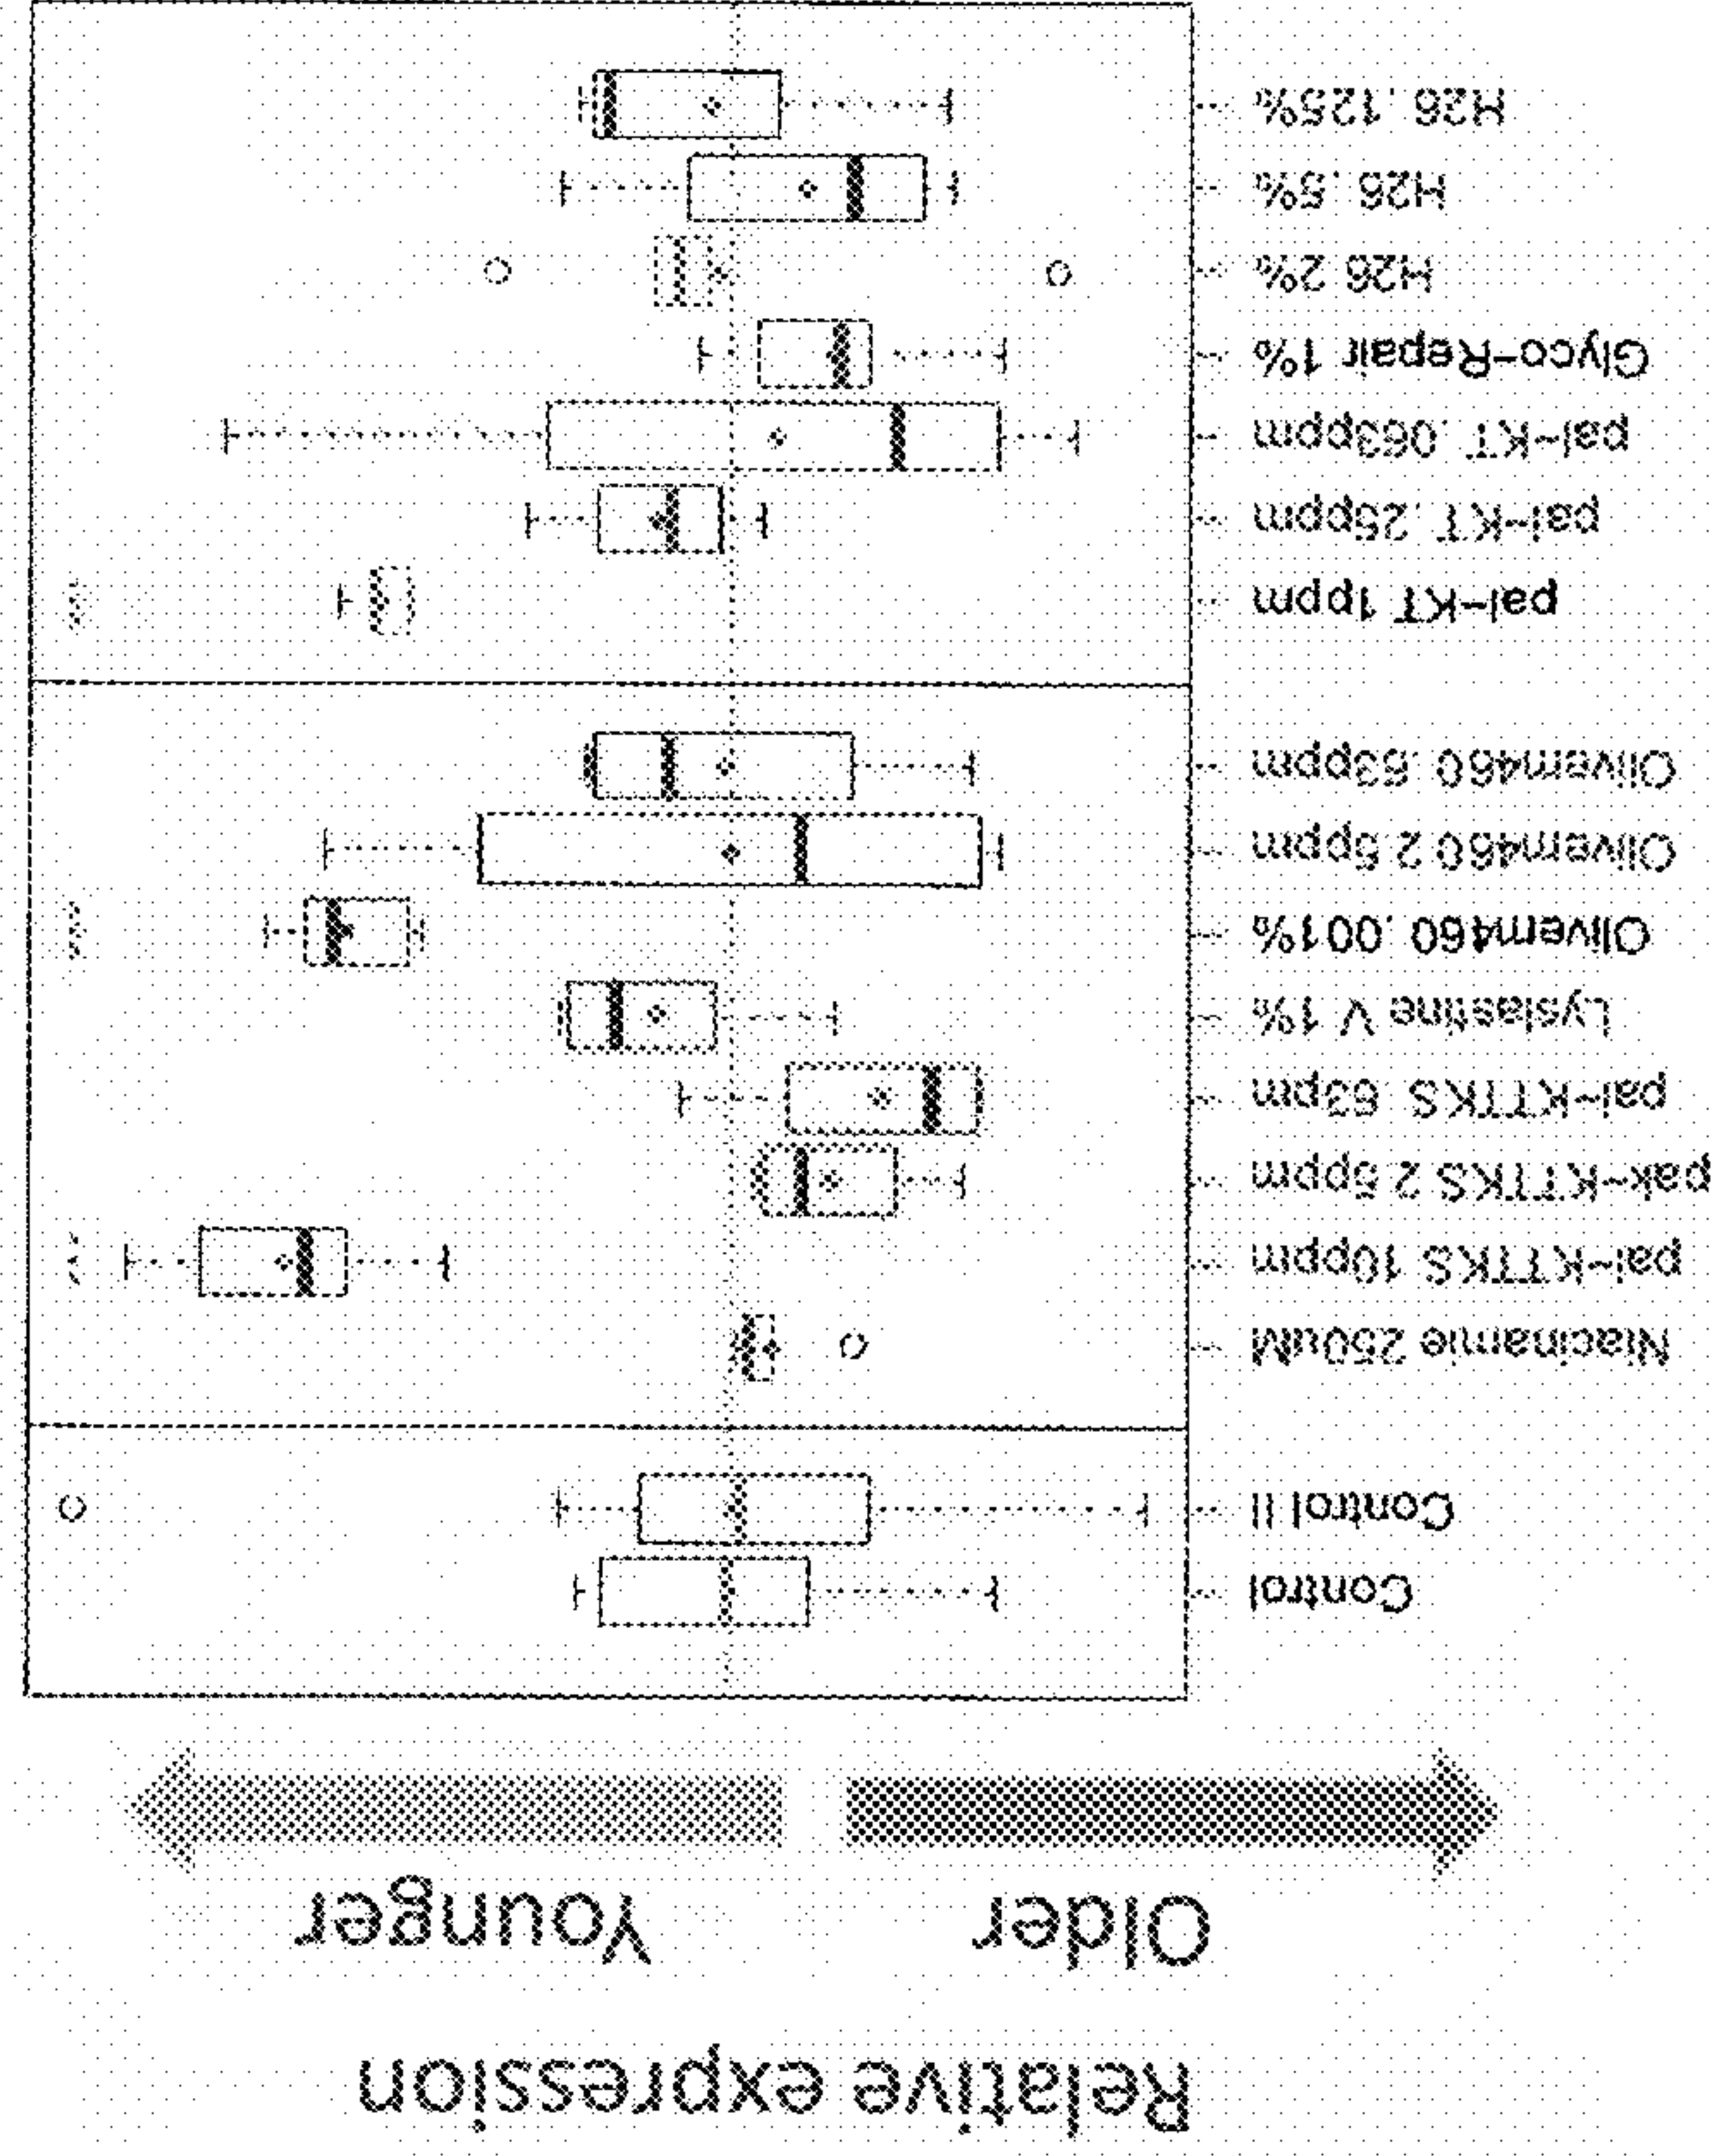 Relative expression
Older Younger
Control
Control II
Niacinamie 250uM
pal-KTTKS 10ppm
pak-KTTKS 2.5ppm
pal-KTTKS .63pm
Lyslastine V 1%
Olivem460 .001%
Olivem460 2.5ppm
Olivem460 .63ppm
pal-KT 1ppm
pal-KT .25ppm
pal-KT .063ppm
Glyco-Repair 1%
H26 2%
H26 .5%
H26 .125%